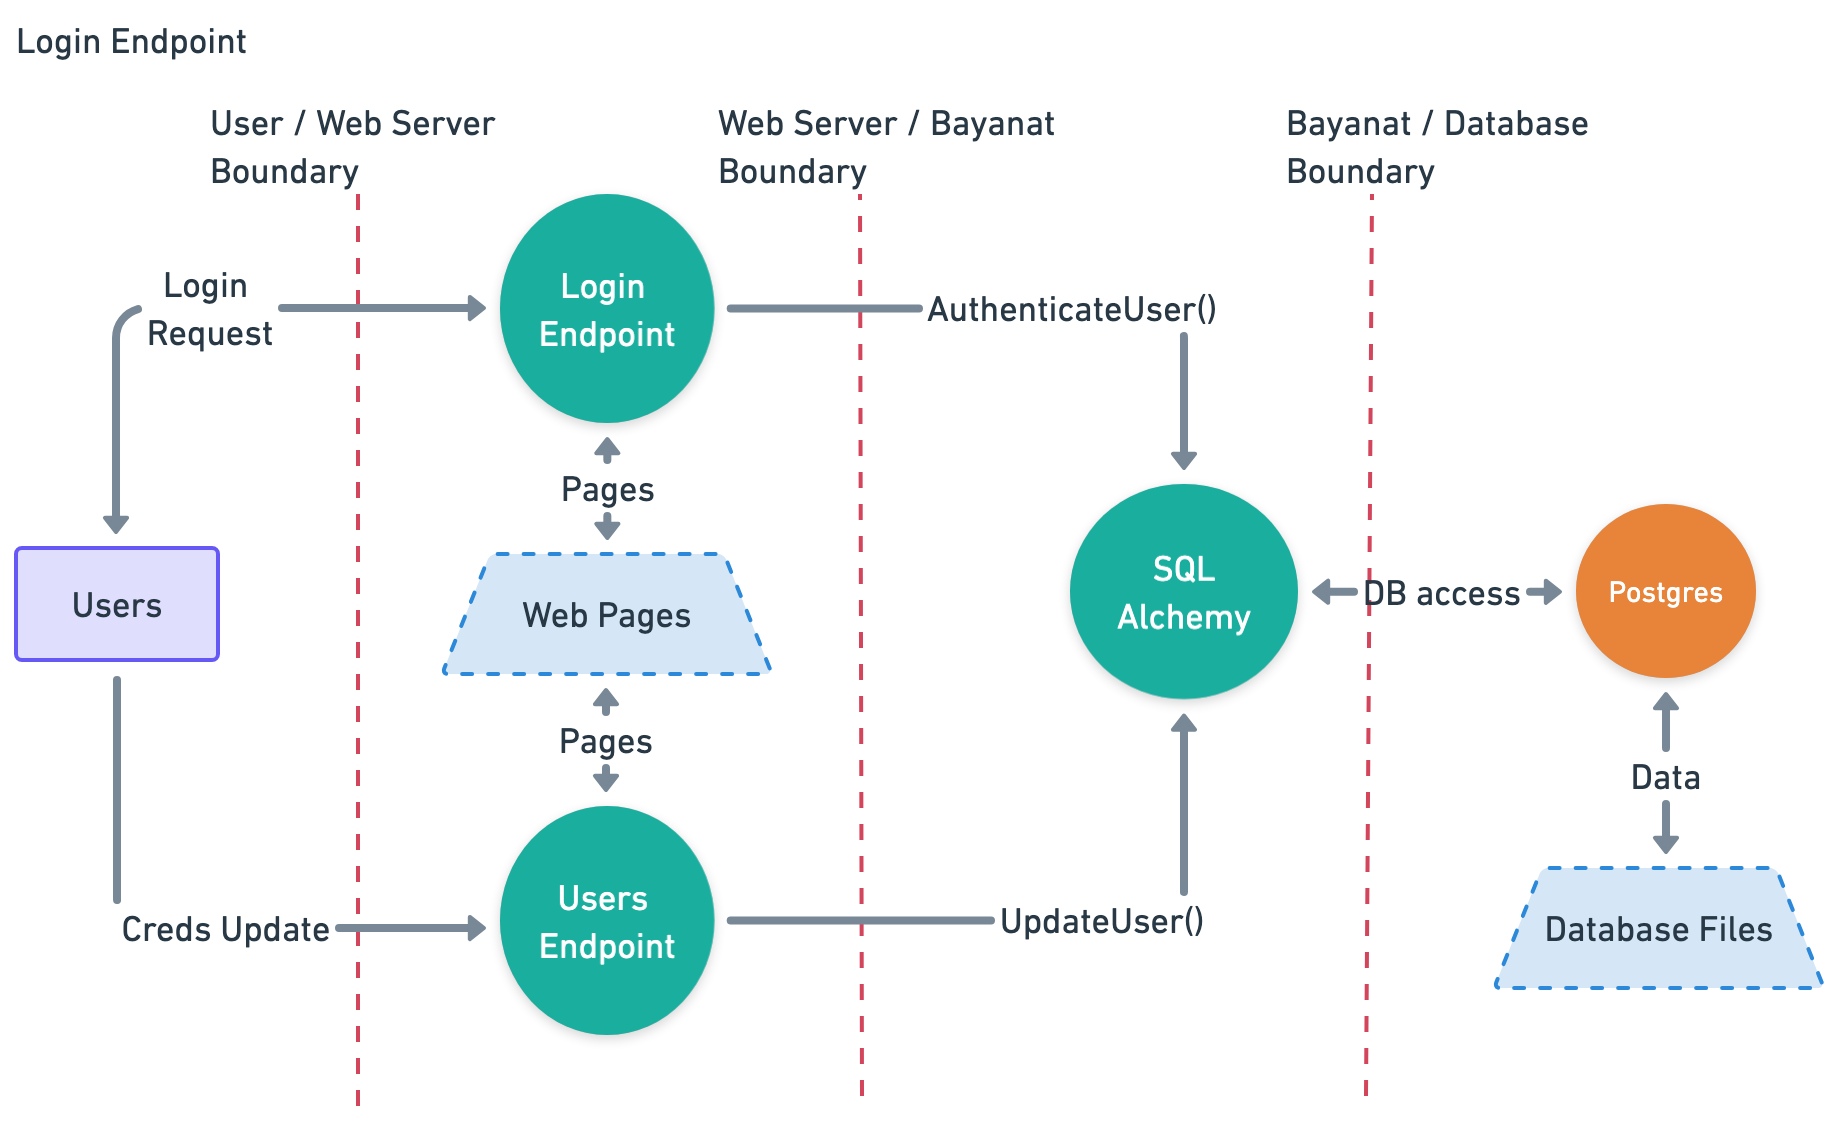 Login Endpoint
User / Web Server
Boundary
Web Server / Bayanat
Boundary
Bayanat / Database
Boundary
Login
Request
Login
Endpoint
AuthenticateUser()
Pages
Web Pages
Users
SQL
Alchemy
DB access
Postgres
Pages
Data
Creds Update
Users
Endpoint
UpdateUser()
Database Files